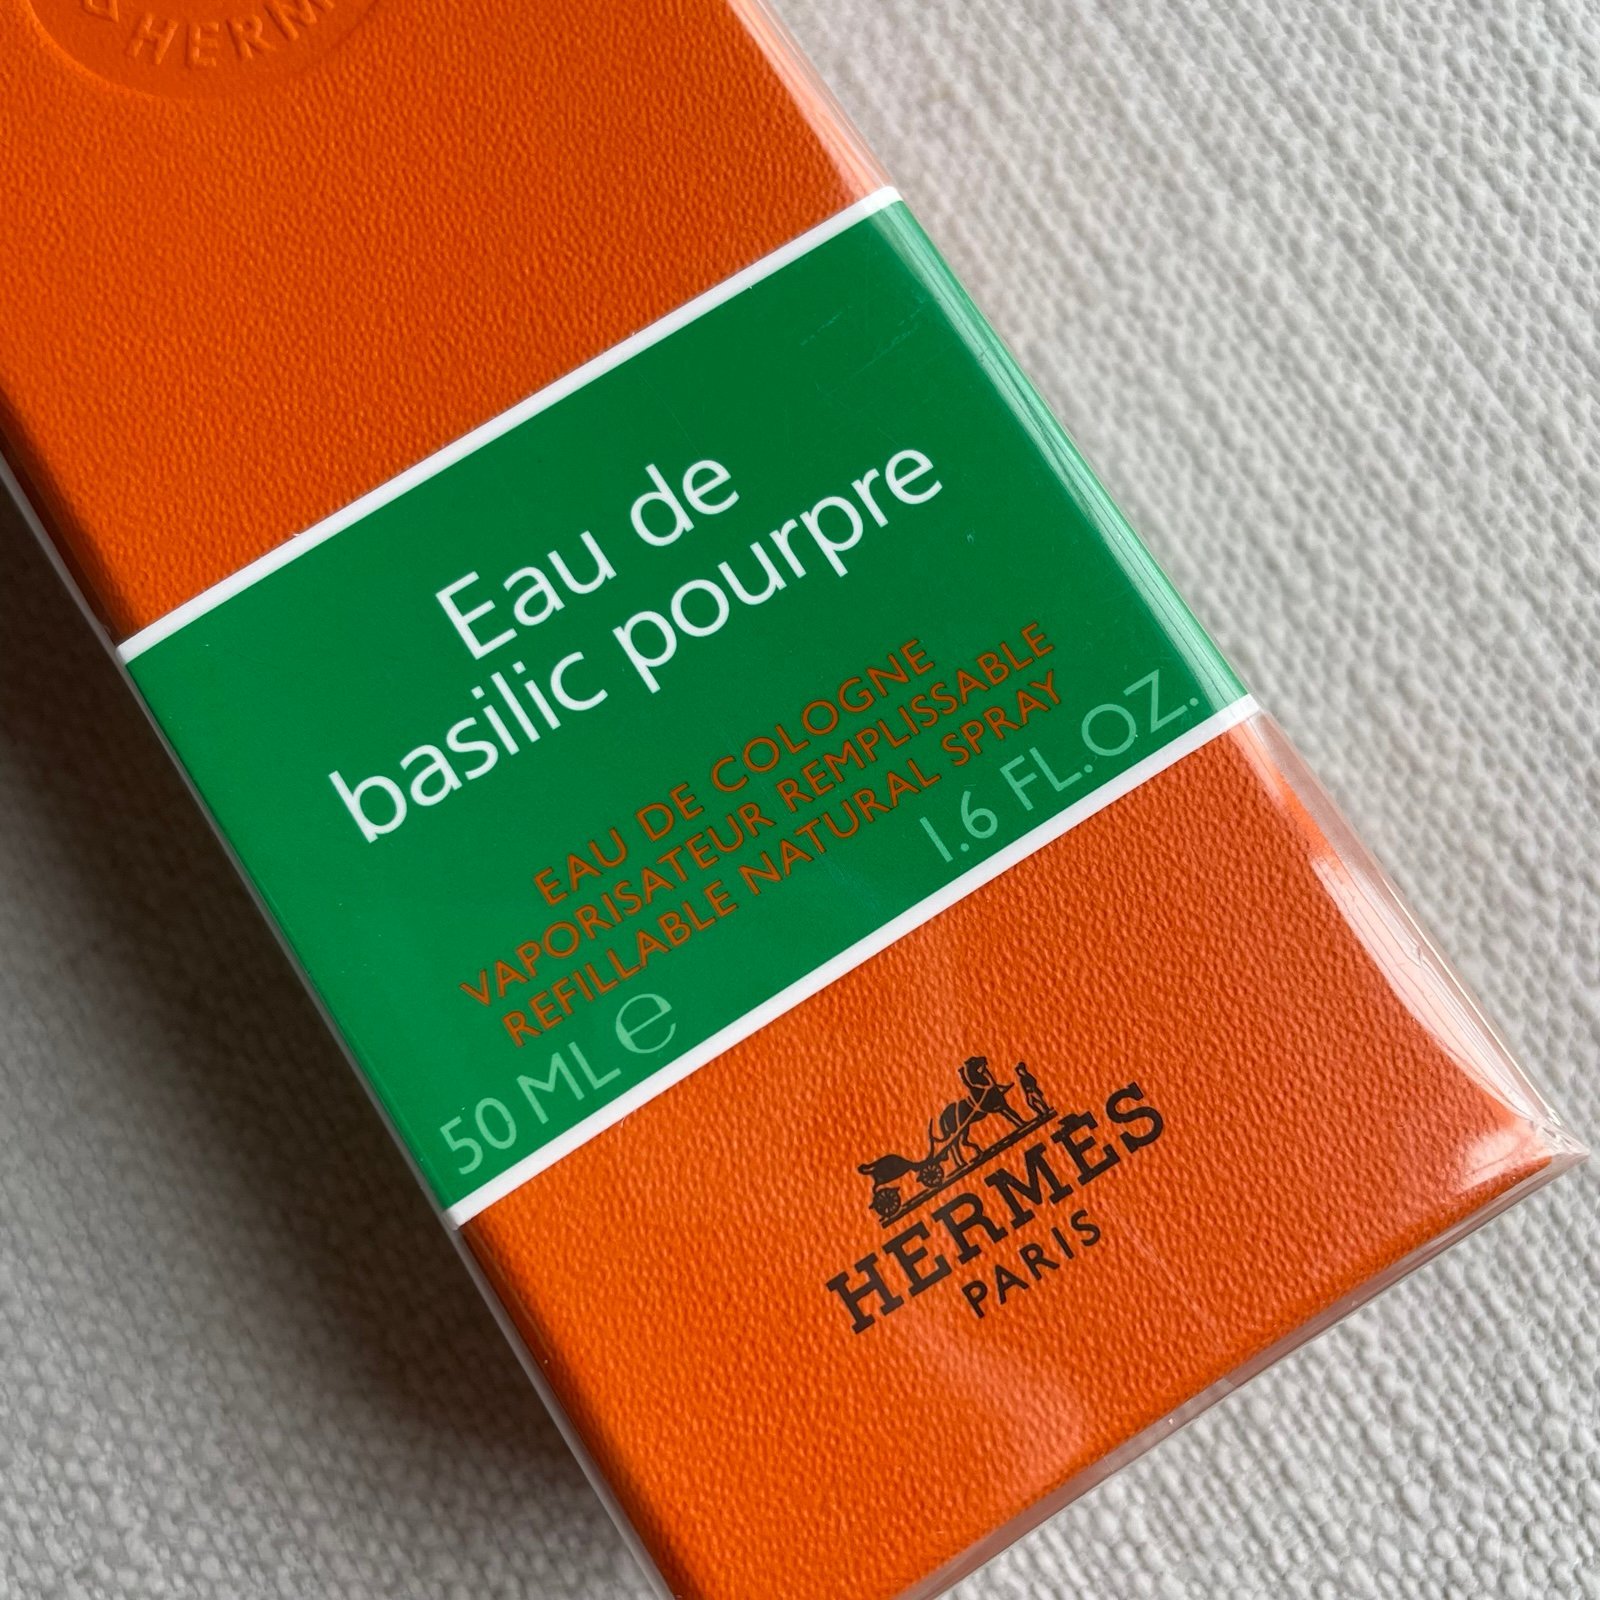 Eau de
basilic pourpre
EAU DE COLOGNE
VAPORISATEUR REMPLISSABLE
REFILLABLE NATURAL SPRAY
50 ML ℮ 1.6 FL.OZ.
HERMÈS
PARIS